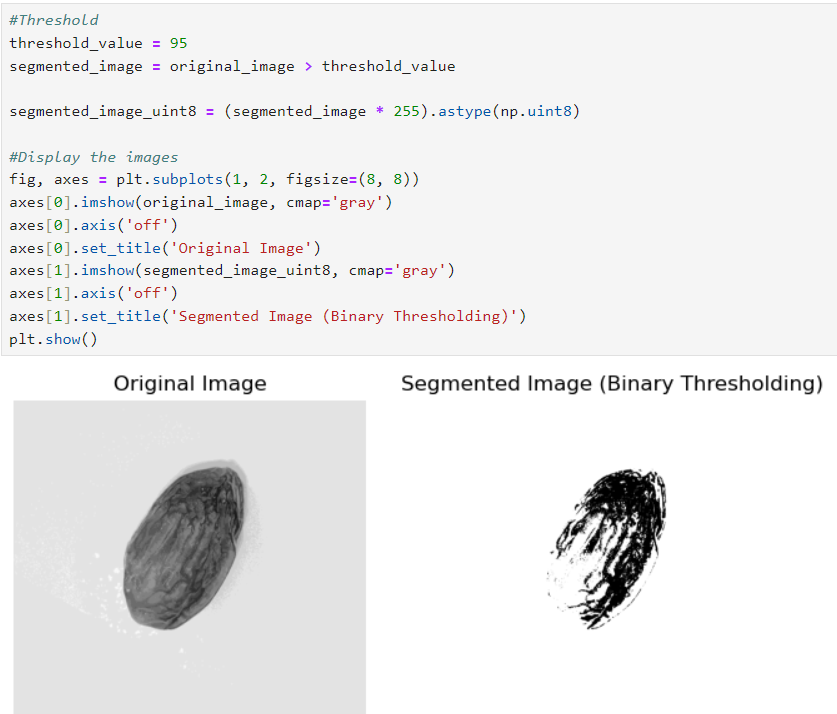 #Threshold
threshold_value = 95
segmented_image = original_image > threshold_value
segmented_image_uint8 = (segmented_image * 255).astype(np.uint8)
#Display the images
fig, axes = plt.subplots(1, 2, figsize=(8, 8))
axes[0].imshow(original_image, cmap='gray')
axes[0].axis('off')
axes[0].set_title('Original Image')
axes[1].imshow(segmented_image_uint8, cmap='gray')
axes[1].axis('off')
axes[1].set_title('Segmented Image (Binary Thresholding)')
plt.show()
Original Image
Segmented Image (Binary Thresholding)